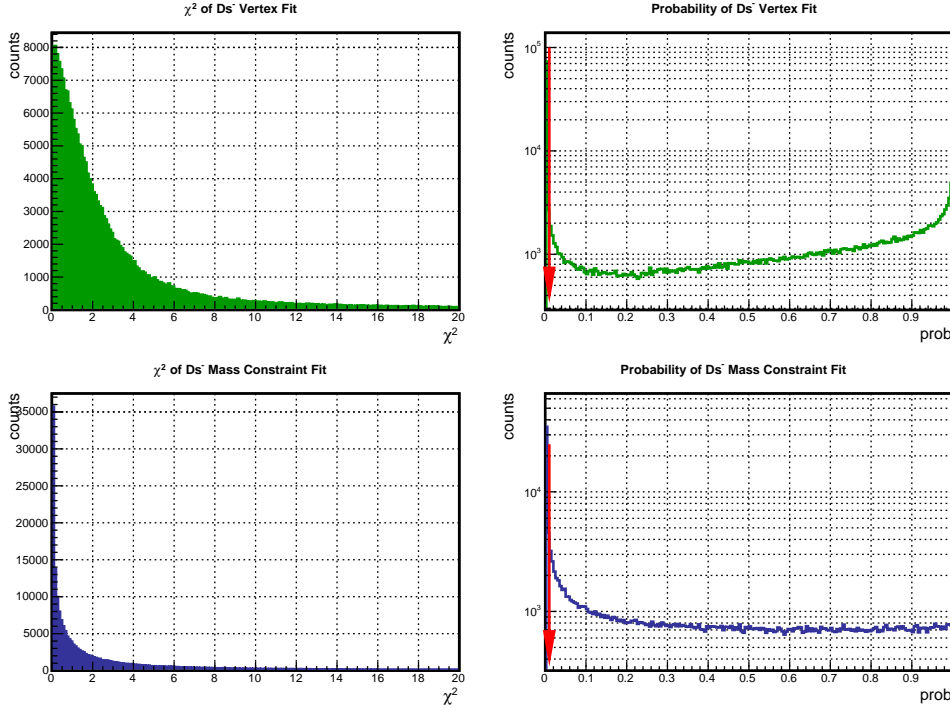 χ² of Ds⁻ Vertex Fit
counts
8000
7000
6000
5000
4000
3000
2000
1000
0
0 2 4 6 8 10 12 14 16 18 20
χ²
Probability of Ds⁻ Vertex Fit
counts
10⁵
10⁴
10³
0 0.1 0.2 0.3 0.4 0.5 0.6 0.7 0.8 0.9
prob
χ² of Ds⁻ Mass Constraint Fit
counts
35000
30000
25000
20000
15000
10000
5000
0
0 2 4 6 8 10 12 14 16 18 20
χ²
Probability of Ds⁻ Mass Constraint Fit
counts
10⁴
10³
0 0.1 0.2 0.3 0.4 0.5 0.6 0.7 0.8 0.9
prob